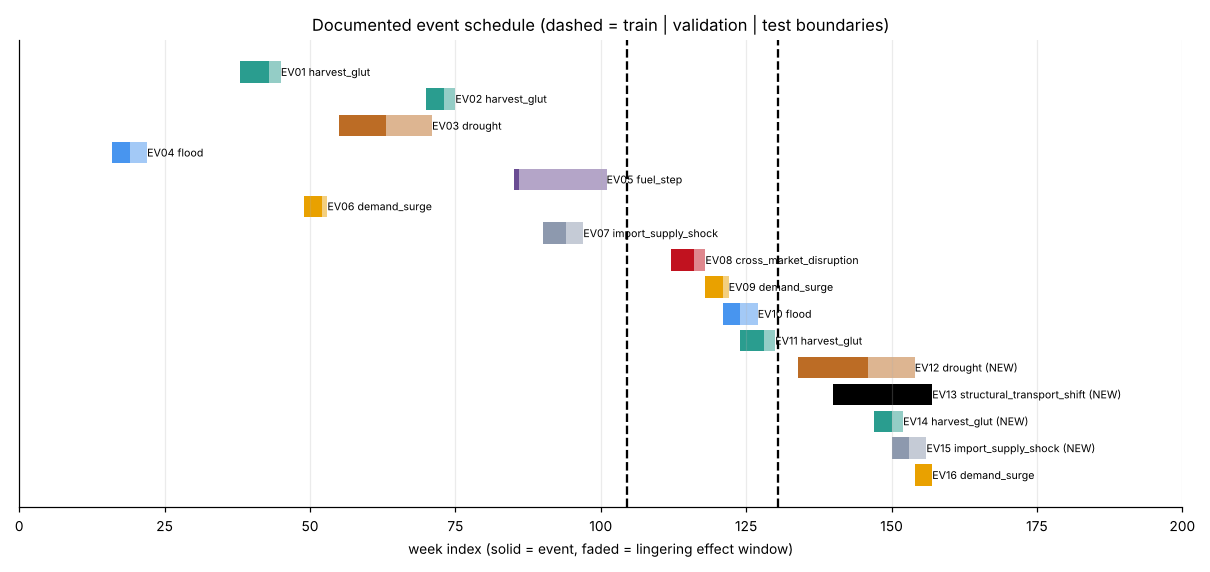 Documented event schedule (dashed = train | validation | test boundaries)
EV01 harvest_glut
EV02 harvest_glut
EV03 drought
EV04 flood
EV05 fuel_step
EV06 demand_surge
EV07 import_supply_shock
EV08 cross_market_disruption
EV09 demand_surge
EV10 flood
EV11 harvest_glut
EV12 drought (NEW)
EV13 structural_transport_shift (NEW)
EV14 harvest_glut (NEW)
EV15 import_supply_shock (NEW)
EV16 demand_surge
0 25 50 75 100 125 150 175 200
week index (solid = event, faded = lingering effect window)